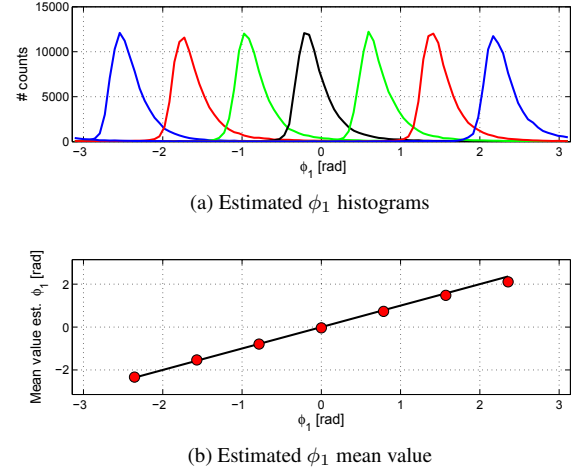 15000
10000
5000
0
# counts
−3 −2 −1 0 1 2 3
ϕ1 [rad]
(a) Estimated ϕ1 histograms
2
0
−2
Mean value est. ϕ1 [rad]
−3 −2 −1 0 1 2 3
ϕ1 [rad]
(b) Estimated ϕ1 mean value